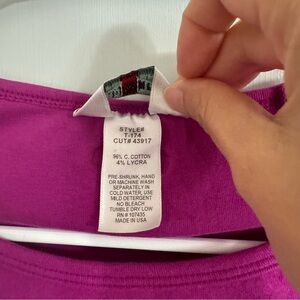 STYLE#
T-174
CUT# 43917
96% C. COTTON
4% LYCRA
PRE-SHRUNK, HAND
OR MACHINE WASH
SEPARATELY IN
COLD WATER, USE
MILD DETERGENT
NO BLEACH
TUMBLE DRY LOW
RN # 107435
MADE IN USA